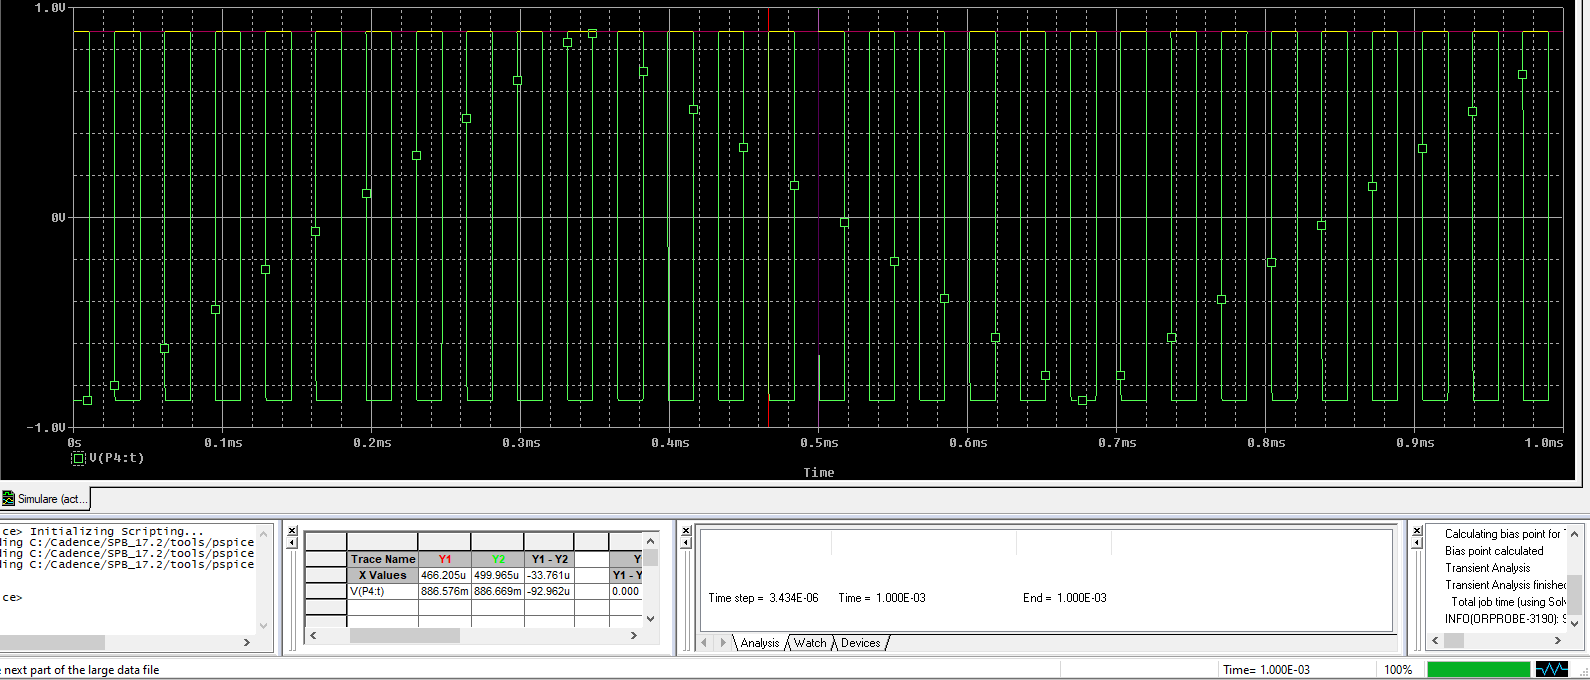 1.0V
0V
-1.0V
0s 0.1ms 0.2ms 0.3ms 0.4ms 0.5ms 0.6ms 0.7ms 0.8ms 0.9ms 1.0ms
V(P4:t)
Time
Simulare (act...
ce> Initializing Scripting...
ling C:/Cadence/SPB_17.2/tools/pspice
ling C:/Cadence/SPB_17.2/tools/pspice
ling C:/Cadence/SPB_17.2/tools/pspice
ce>
Trace Name Y1 Y2 Y1 - Y2 Y
X Values 466.205u 499.965u -33.761u Y1 - Y
V(P4:t) 886.576m 886.669m -92.962u 0.000
Time step = 3.434E-06 Time = 1.000E-03 End = 1.000E-03
Analysis Watch Devices
Calculating bias point for
Bias point calculated
Transient Analysis
Transient Analysis finished
Total job time (using Sol
INFO(ORPROBE-3190):
next part of the large data file
Time= 1.000E-03 100%